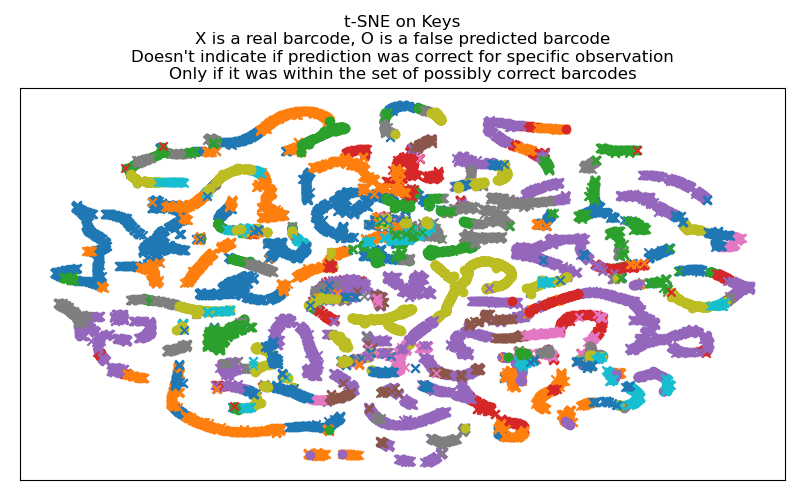 t-SNE on Keys
X is a real barcode, O is a false predicted barcode
Doesn't indicate if prediction was correct for specific observation
Only if it was within the set of possibly correct barcodes